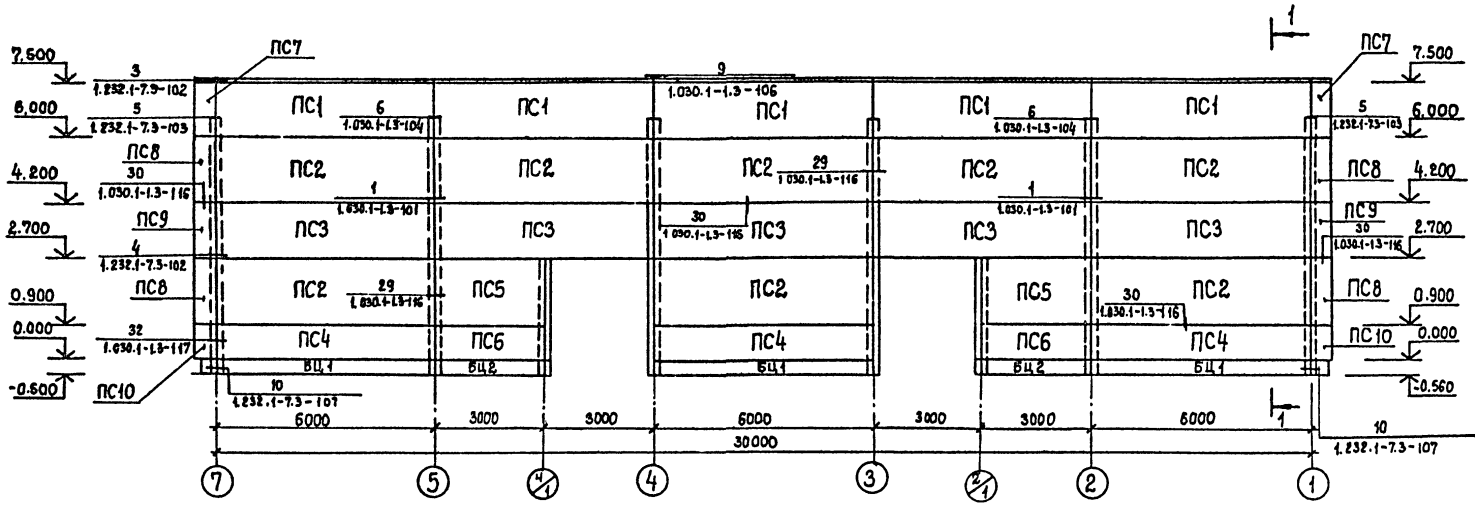 1
ПС7
ПС7
7.500
7.500
3
1.232.1-7.3-102
9
1.030.1-1.3-106
ПС1
ПС1
ПС1
ПС1
ПС1
6.000
5
1.232.1-7.3-103
6
1.030.1-1.3-104
6
1.030.1-1.3-104
5
1.232.1-7.3-103
6.000
ПС8
ПС2
ПС2
ПС2
29
1.030.1-1.3-116
ПС2
ПС2
ПС8
4.200
30
1.030.1-1.3-116
1
1.030.1-1.3-101
1
1.030.1-1.3-101
4.200
ПС9
ПС3
ПС3
30
1.030.1-1.3-116
ПС3
ПС3
ПС3
ПС9
30
1.030.1-1.3-116
2.700
2.700
4
1.232.1-7.3-102
ПС8
ПС2
29
1.030.1-1.3-116
ПС5
ПС2
ПС5
30
1.030.1-1.3-116
ПС2
ПС8
0.900
0.900
0.000
32
1.030.1-1.3-117
ПС4
ПС6
ПС4
ПС6
ПС4
ПС10
0.000
БЦ1
БЦ2
БЦ1
БЦ2
БЦ1
-0.600
ПС10
10
1.232.1-7.3-107
-0.560
1
6000
3000
3000
6000
3000
3000
6000
10
1.232.1-7.3-107
30000
7
5
4/1
4
3
2/1
2
1